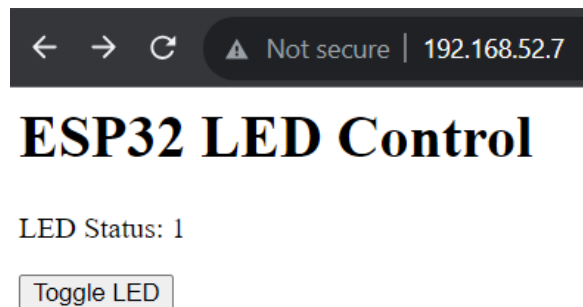 Not secure | 192.168.52.7
ESP32 LED Control
LED Status: 1
Toggle LED